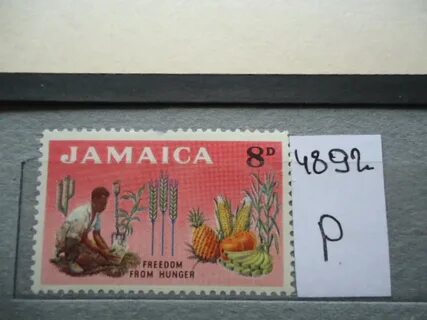 JAMAICA 8D
FREEDOM
FROM HUNGER
4892
P